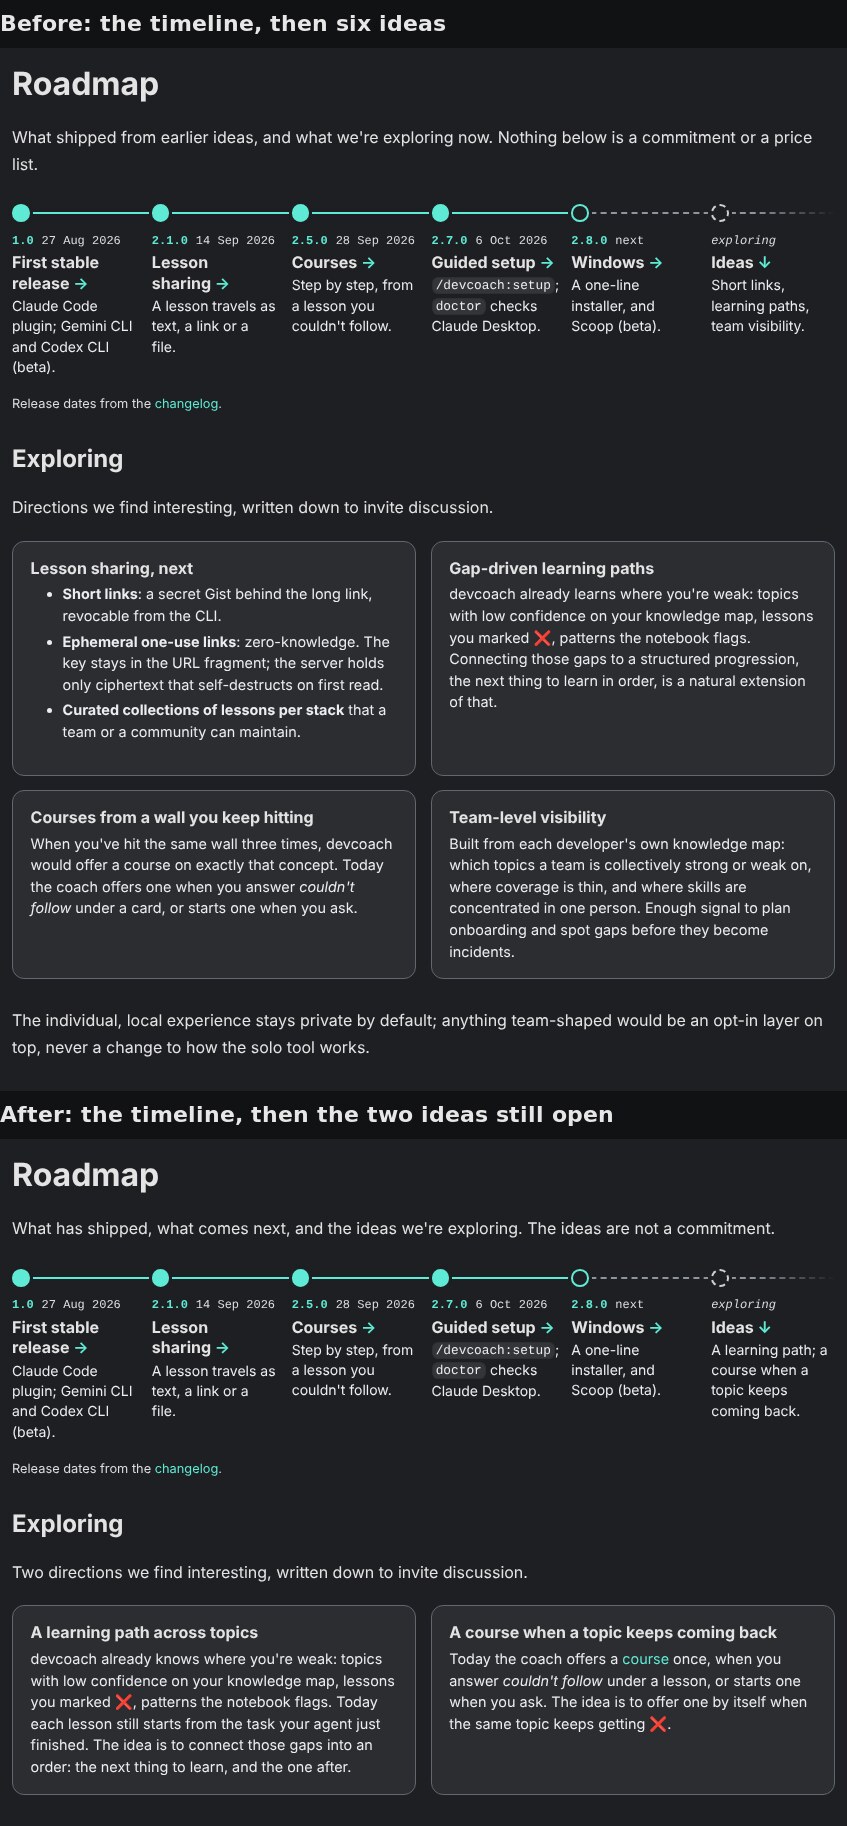 Before: the timeline, then six ideas
Roadmap
What shipped from earlier ideas, and what we're exploring now. Nothing below is a commitment or a price
list.
1.0 27 Aug 2026
First stable
release →
Claude Code
plugin; Gemini CLI
and Codex CLI
(beta).
2.1.0 14 Sep 2026
Lesson
sharing →
A lesson travels as
text, a link or a
file.
2.5.0 28 Sep 2026
Courses →
Step by step, from
a lesson you
couldn't follow.
2.7.0 6 Oct 2026
Guided setup →
/devcoach:setup;
doctor checks
Claude Desktop.
2.8.0 next
Windows →
A one-line
installer, and
Scoop (beta).
exploring
Ideas ↓
Short links,
learning paths,
team visibility.
Release dates from the changelog.
Exploring
Directions we find interesting, written down to invite discussion.
Lesson sharing, next
• Short links: a secret Gist behind the long link,
revocable from the CLI.
• Ephemeral one-use links: zero-knowledge. The
key stays in the URL fragment; the server holds
only ciphertext that self-destructs on first read.
• Curated collections of lessons per stack that a
team or a community can maintain.
Gap-driven learning paths
devcoach already learns where you're weak: topics
with low confidence on your knowledge map, lessons
you marked ❌, patterns the notebook flags.
Connecting those gaps to a structured progression,
the next thing to learn in order, is a natural extension
of that.
Courses from a wall you keep hitting
When you've hit the same wall three times, devcoach
would offer a course on exactly that concept. Today
the coach offers one when you answer couldn't
follow under a card, or starts one when you ask.
Team-level visibility
Built from each developer's own knowledge map:
which topics a team is collectively strong or weak on,
where coverage is thin, and where skills are
concentrated in one person. Enough signal to plan
onboarding and spot gaps before they become
incidents.
The individual, local experience stays private by default; anything team-shaped would be an opt-in layer on
top, never a change to how the solo tool works.
After: the timeline, then the two ideas still open
Roadmap
What has shipped, what comes next, and the ideas we're exploring. The ideas are not a commitment.
1.0 27 Aug 2026
First stable
release →
Claude Code
plugin; Gemini CLI
and Codex CLI
(beta).
2.1.0 14 Sep 2026
Lesson
sharing →
A lesson travels as
text, a link or a
file.
2.5.0 28 Sep 2026
Courses →
Step by step, from
a lesson you
couldn't follow.
2.7.0 6 Oct 2026
Guided setup →
/devcoach:setup;
doctor checks
Claude Desktop.
2.8.0 next
Windows →
A one-line
installer, and
Scoop (beta).
exploring
Ideas ↓
A learning path; a
course when a
topic keeps
coming back.
Release dates from the changelog.
Exploring
Two directions we find interesting, written down to invite discussion.
A learning path across topics
devcoach already knows where you're weak: topics
with low confidence on your knowledge map, lessons
you marked ❌, patterns the notebook flags. Today
each lesson still starts from the task your agent just
finished. The idea is to connect those gaps into an
order: the next thing to learn, and the one after.
A course when a topic keeps coming back
Today the coach offers a course once, when you
answer couldn't follow under a lesson, or starts one
when you ask. The idea is to offer one by itself when
the same topic keeps getting ❌.